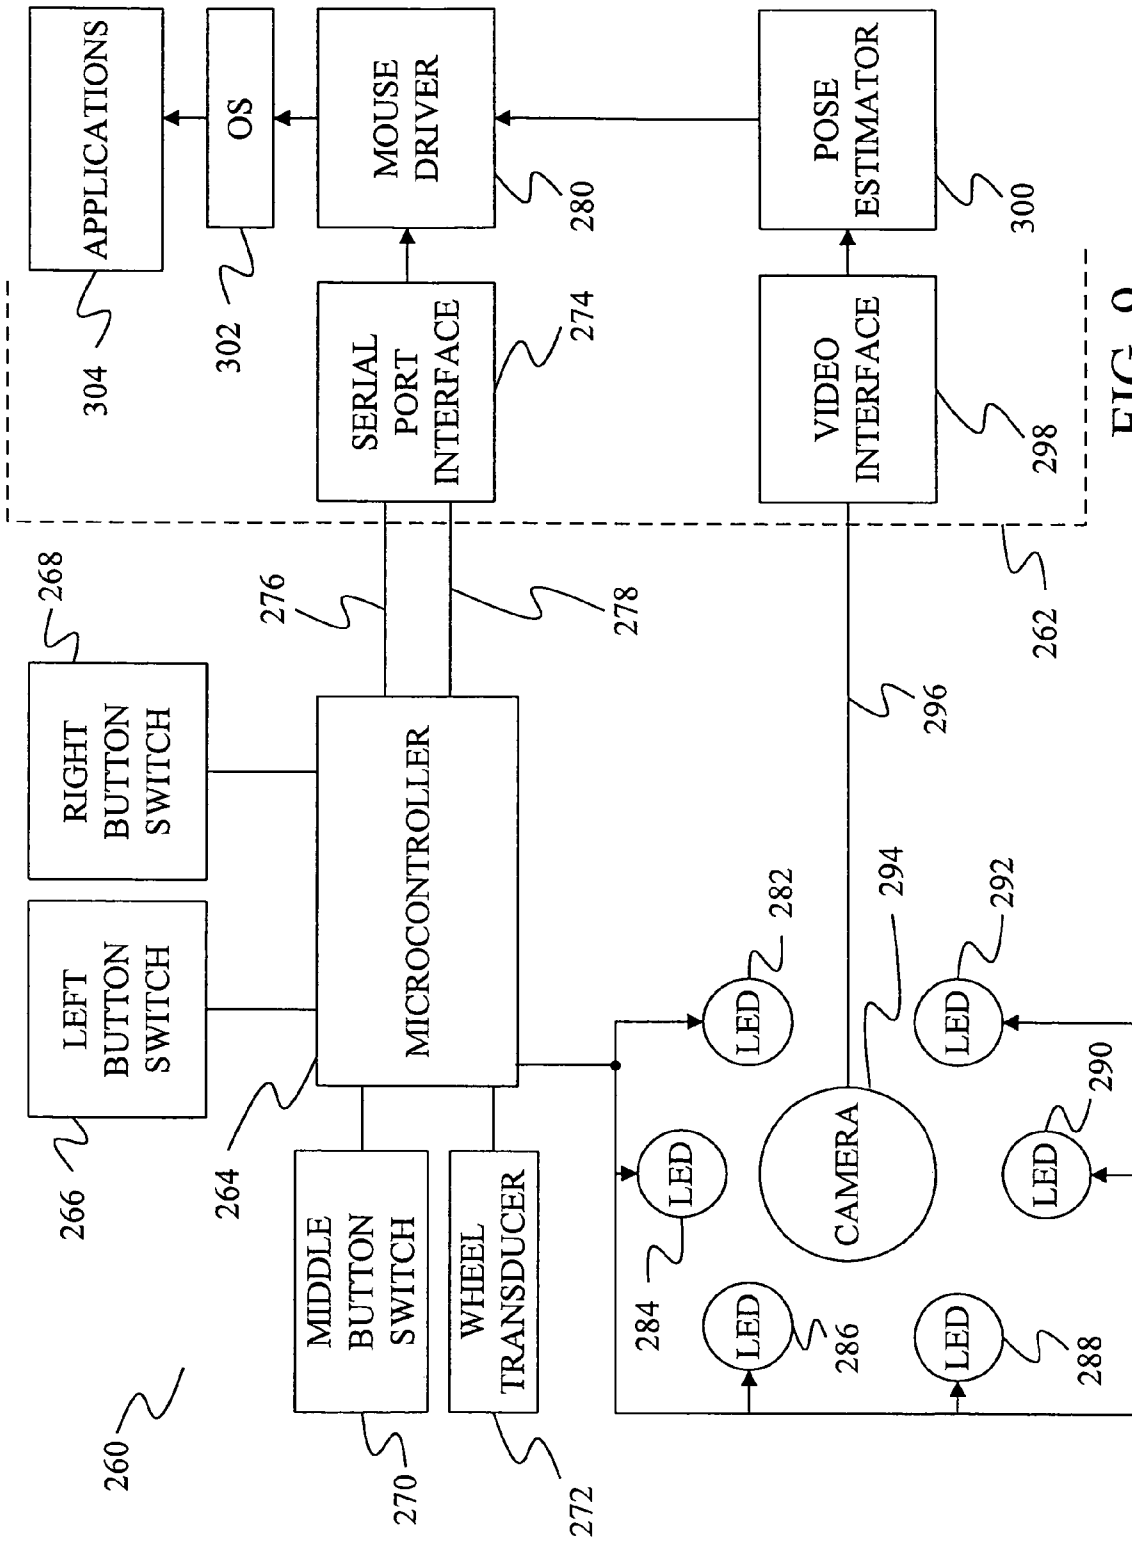 260
266
LEFT
BUTTON
SWITCH
RIGHT
BUTTON
SWITCH
268
304
APPLICATIONS
264
302
OS
270
MIDDLE
BUTTON
SWITCH
MICROCONTROLLER
276
SERIAL
PORT
INTERFACE
MOUSE
DRIVER
272
WHEEL
TRANSDUCER
278
274
280
284
LED
LED
282
LED
286
CAMERA
294
296
VIDEO
INTERFACE
POSE
ESTIMATOR
LED
288
LED
292
LED
290
262
298
300
FIG.